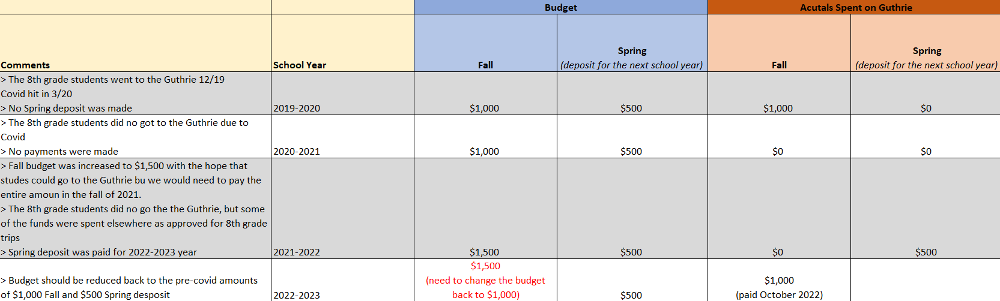 Budget Acutals Spent on Guthrie
Comments School Year Fall Spring (deposit for the next school year) Fall Spring (deposit for the next school year)
> The 8th grade students went to the Guthrie 12/19
Covid hit in 3/20
> No Spring deposit was made 2019-2020 $1,000 $500 $1,000 $0
> The 8th grade students did no got to the Guthrie due to
Covid
> No payments were made 2020-2021 $1,000 $500 $0 $0
> Fall budget was increased to $1,500 with the hope that
studes could go to the Guthrie bu we would need to pay the
entire amoun in the fall of 2021.
> The 8th grade students did no go the the Guthrie, but some
of the funds were spent elsewhere as approved for 8th grade
trips
> Spring deposit was paid for 2022-2023 year 2021-2022 $1,500 $500 $0 $500
> Budget should be reduced back to the pre-covid amounts
of $1,000 Fall and $500 Spring desposit 2022-2023
$1,500
(need to change the budget
back to $1,000)
$500
$1,000
(paid October 2022)